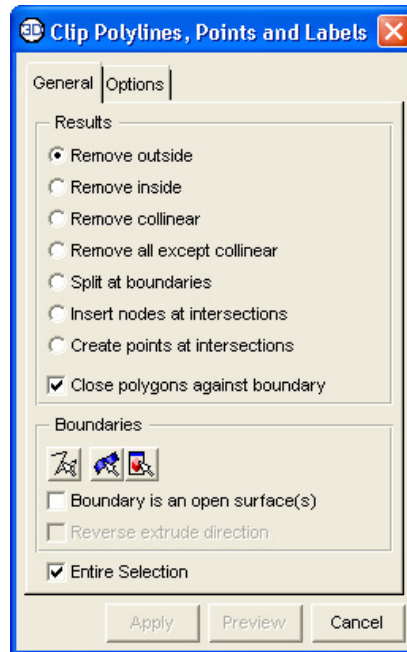 3D Clip Polylines, Points and Labels
General Options
Results
Remove outside
Remove inside
Remove collinear
Remove all except collinear
Split at boundaries
Insert nodes at intersections
Create points at intersections
Close polygons against boundary
Boundaries
Boundary is an open surface(s)
Reverse extrude direction
Entire Selection
Apply Preview Cancel